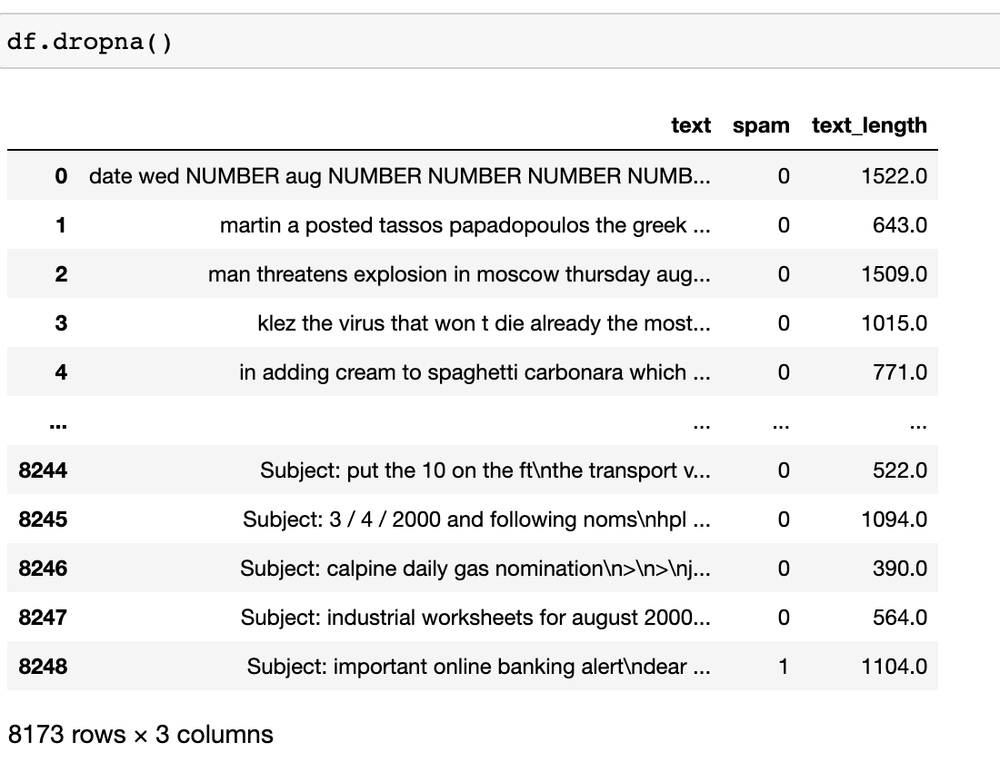 df.dropna()
text spam text_length
0 date wed NUMBER aug NUMBER NUMBER NUMBER NUMB... 0 1522.0
1 martin a posted tassos papadopoulos the greek ... 0 643.0
2 man threatens explosion in moscow thursday aug... 0 1509.0
3 klez the virus that won t die already the most... 0 1015.0
4 in adding cream to spaghetti carbonara which ... 0 771.0
... ... ... ...
8244 Subject: put the 10 on the ft\nthe transport v... 0 522.0
8245 Subject: 3 / 4 / 2000 and following noms\nhpl ... 0 1094.0
8246 Subject: calpine daily gas nomination\n>\n>\nj... 0 390.0
8247 Subject: industrial worksheets for august 2000... 0 564.0
8248 Subject: important online banking alert\ndear ... 1 1104.0
8173 rows × 3 columns